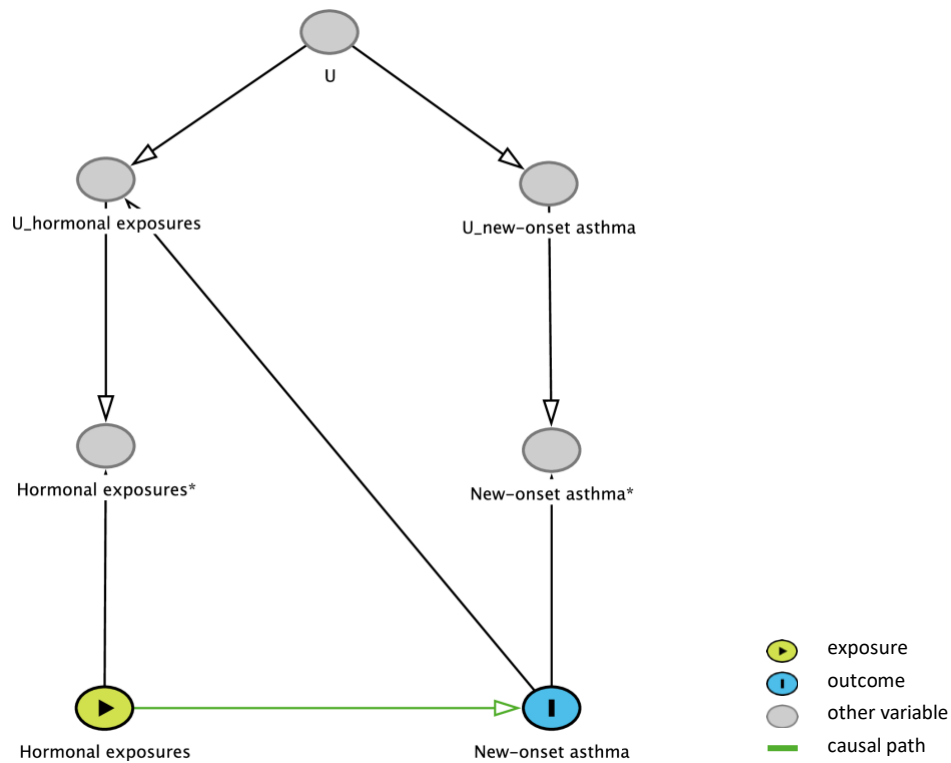 U
U_hormonal exposures
U_new-onset asthma
Hormonal exposures*
New-onset asthma*
Hormonal exposures
New-onset asthma
exposure
outcome
other variable
causal path